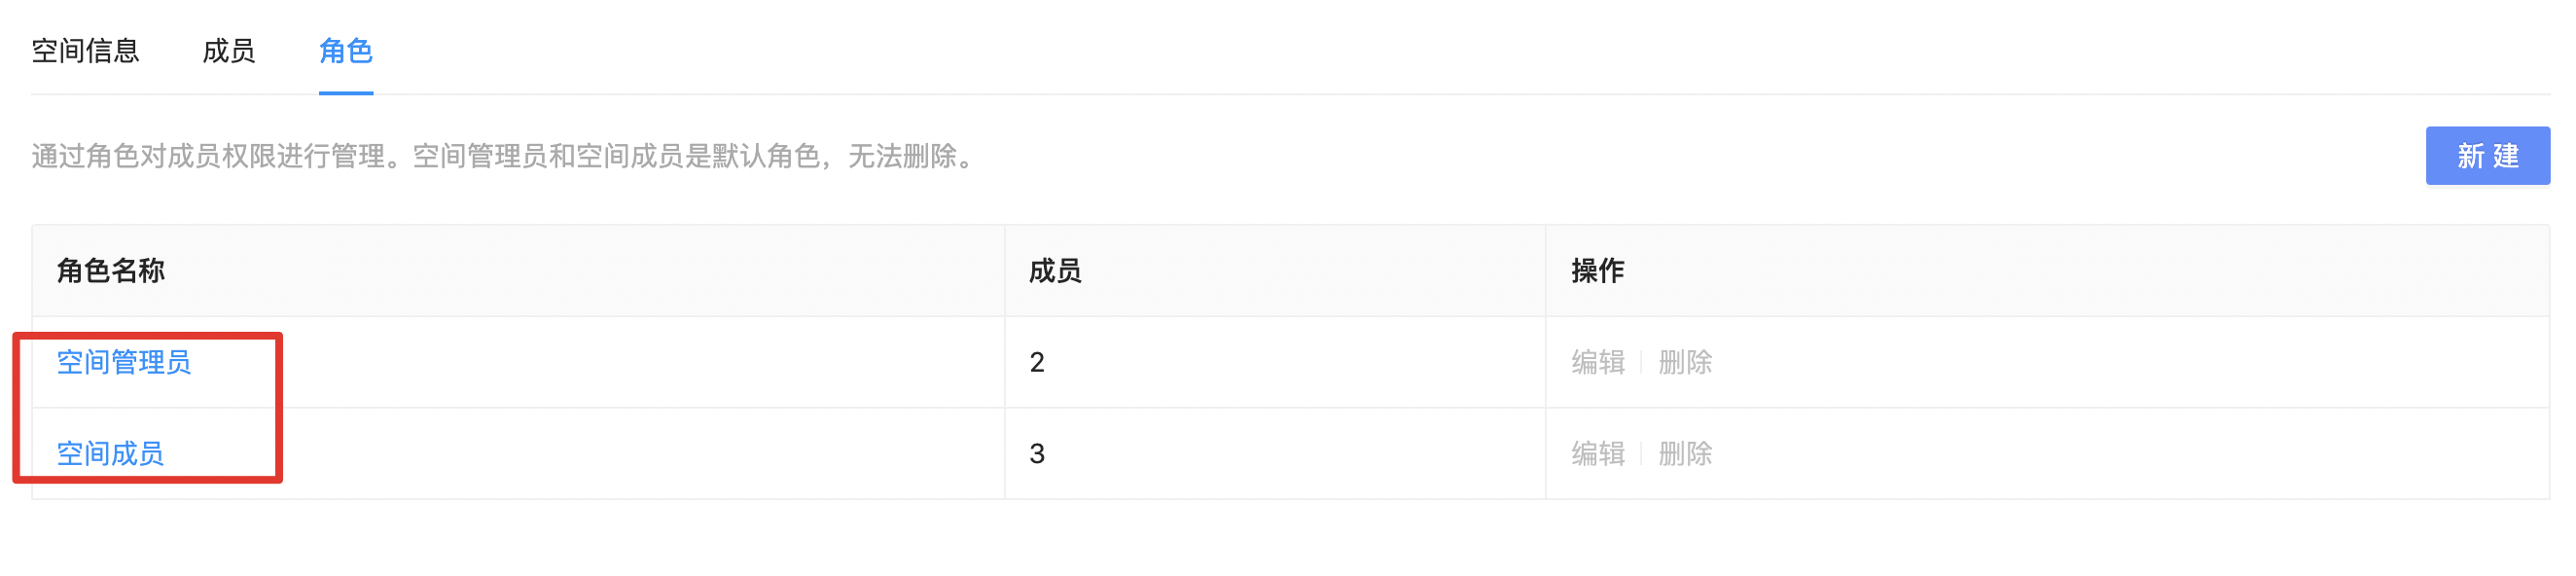 空间信息 成员 角色
通过角色对成员权限进行管理。空间管理员和空间成员是默认角色，无法删除。 新建
角色名称 成员 操作
空间管理员 2 编辑 删除
空间成员 3 编辑 删除